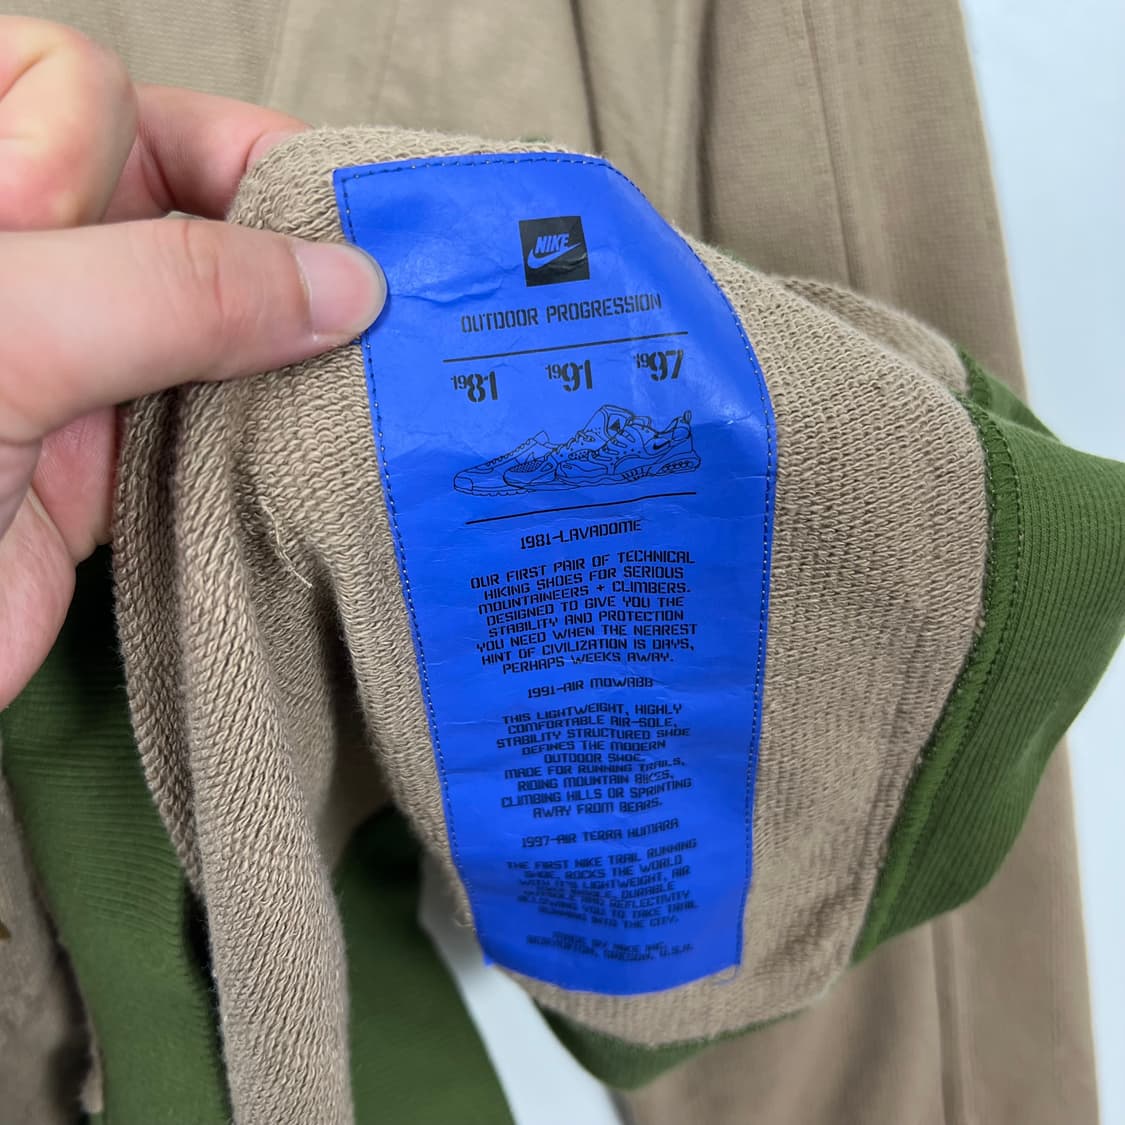 NIKE
OUTDOOR PROGRESSION
1981 1991 1997
1981-LAVADOME
OUR FIRST PAIR OF TECHNICAL
HIKING SHOES FOR SERIOUS
MOUNTAINEERS + CLIMBERS.
DESIGNED TO GIVE YOU THE
STABILITY AND PROTECTION
YOU NEED WHEN THE NEAREST
HINT OF CIVILIZATION IS DAYS,
PERHAPS WEEKS AWAY.
1991-AIR MOWABB
THIS LIGHTWEIGHT, HIGHLY
COMFORTABLE AIR-SOLE,
STABILITY STRUCTURED SHOE
DEFINES THE MODERN
OUTDOOR SHOE.
MADE FOR RUNNING TRAILS,
RIDING MOUNTAIN BIKES,
CLIMBING HILLS OR SPRINTING
AWAY FROM BEARS.
1997-AIR TERRA HUMARA
THE FIRST NIKE TRAIL RUNNING
SHOE, ROCKS THE WORLD
WITH IT'S LIGHTWEIGHT, AIR
DURABLE
AND REFLECTIVITY
ALLOWING YOU TO TAKE TRAIL
RUNNING INTO THE CITY.
MADE BY NIKE INC.
BEAVERTON, OREGON, U.S.A.